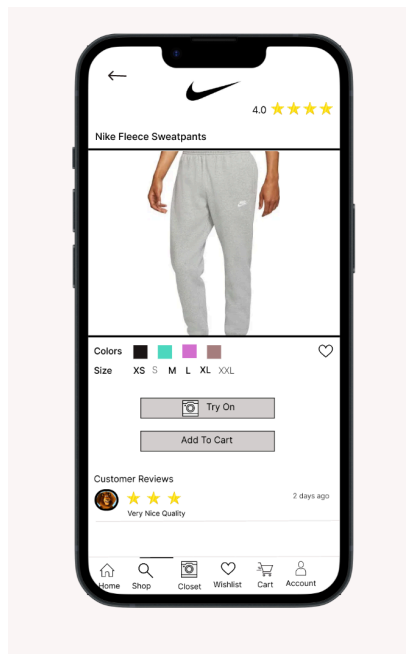 4.0
Nike Fleece Sweatpants
Colors
Size XS S M L XL XXL
Try On
Add To Cart
Customer Reviews
2 days ago
Very Nice Quality
Home Shop Closet Wishlist Cart Account